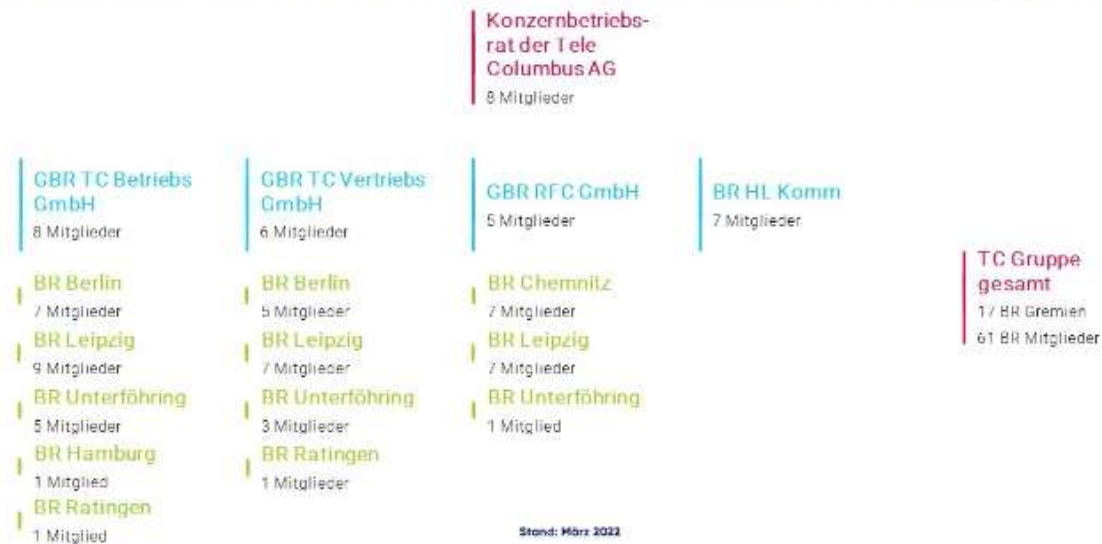 Konzernbetriebs-
rat der Tele
Columbus AG
8 Mitglieder
GBR TC Betriebs
GmbH
8 Mitglieder
GBR TC Vertriebs
GmbH
6 Mitglieder
GBR RFC GmbH
5 Mitglieder
BR HL Komm
7 Mitglieder
BR Berlin
7 Mitglieder
BR Leipzig
9 Mitglieder
BR Unterföhring
5 Mitglieder
BR Hamburg
1 Mitglied
BR Ratingen
1 Mitglied
BR Berlin
5 Mitglieder
BR Leipzig
7 Mitglieder
BR Unterföhring
3 Mitglieder
BR Ratingen
1 Mitglieder
BR Chemnitz
7 Mitglieder
BR Leipzig
7 Mitglieder
BR Unterföhring
1 Mitglied
TC Gruppe
gesamt
17 BR Gremien
61 BR Mitglieder
Stand: März 2022